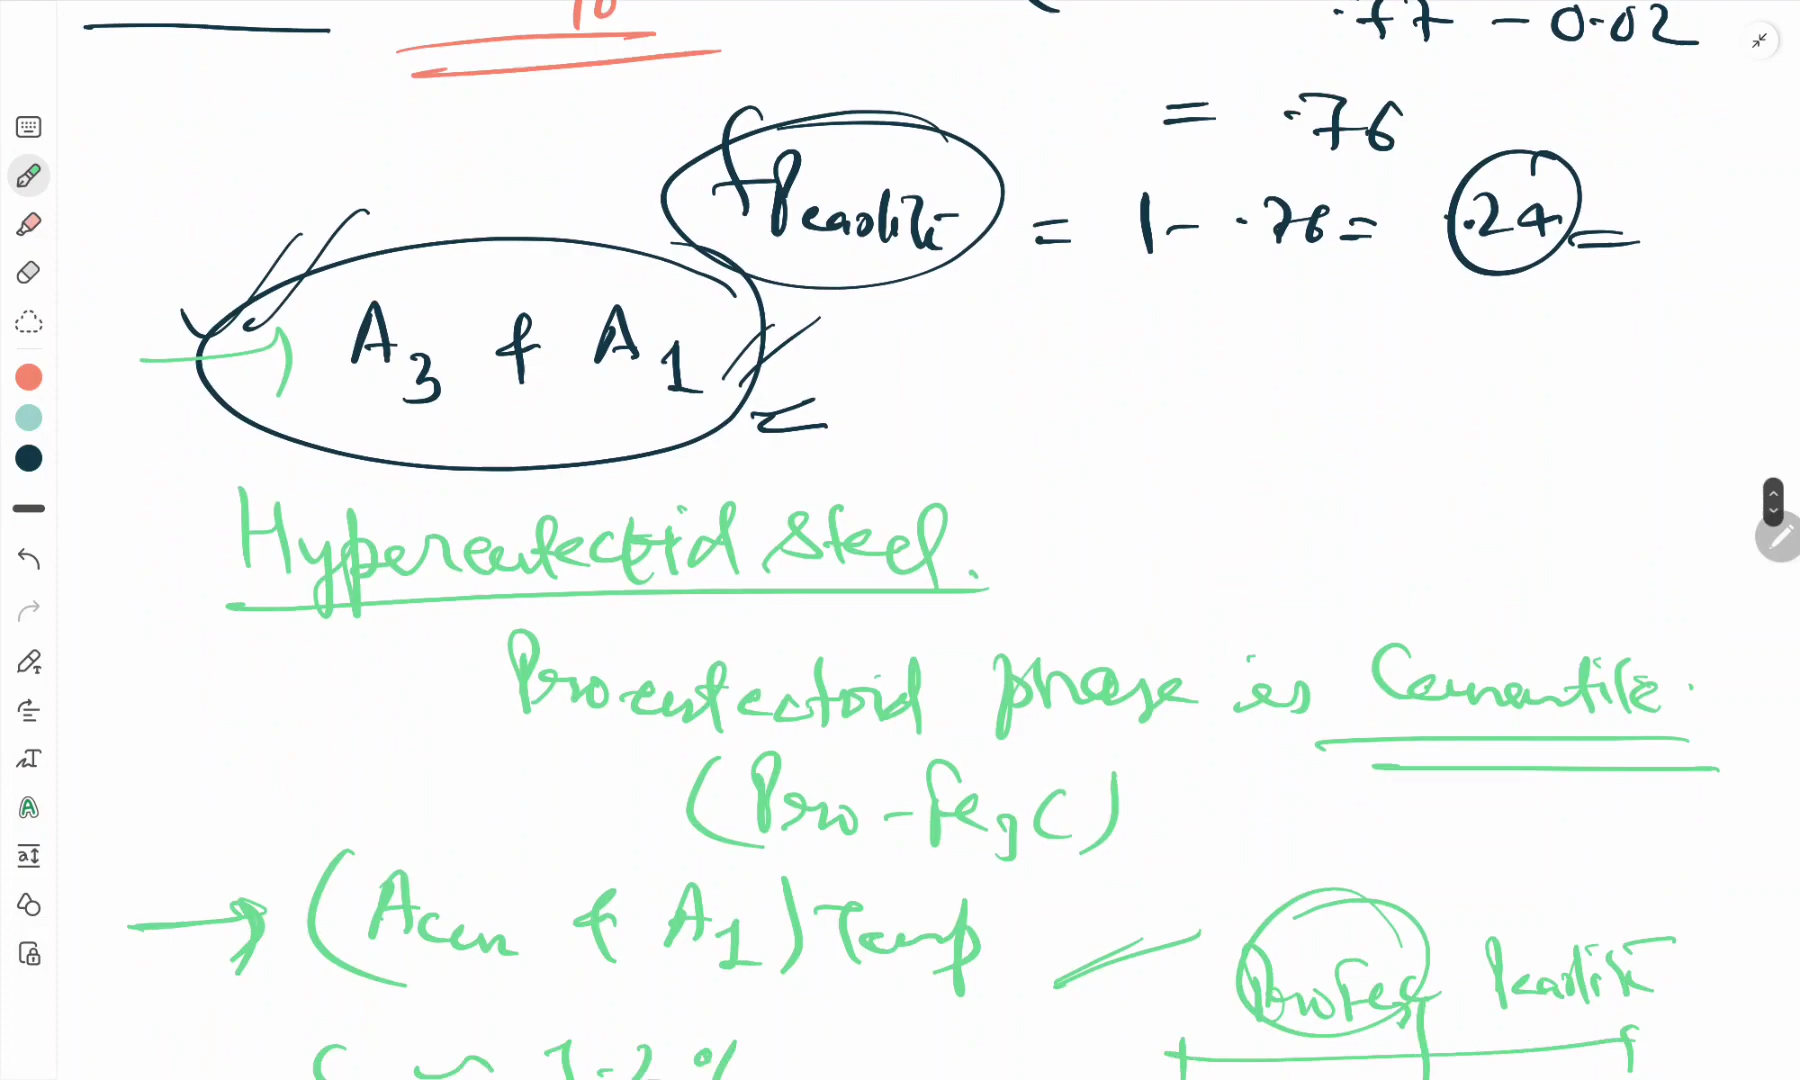 .77 - 0.02
= .76
f Pearlite = 1 - .76 = .24 =
A3 & A1
Hypereutectoid Steel.
Proeutectoid phase is Cementite.
(Pro-Fe3C)
→ (Acm & A1) Temp
Pearlite